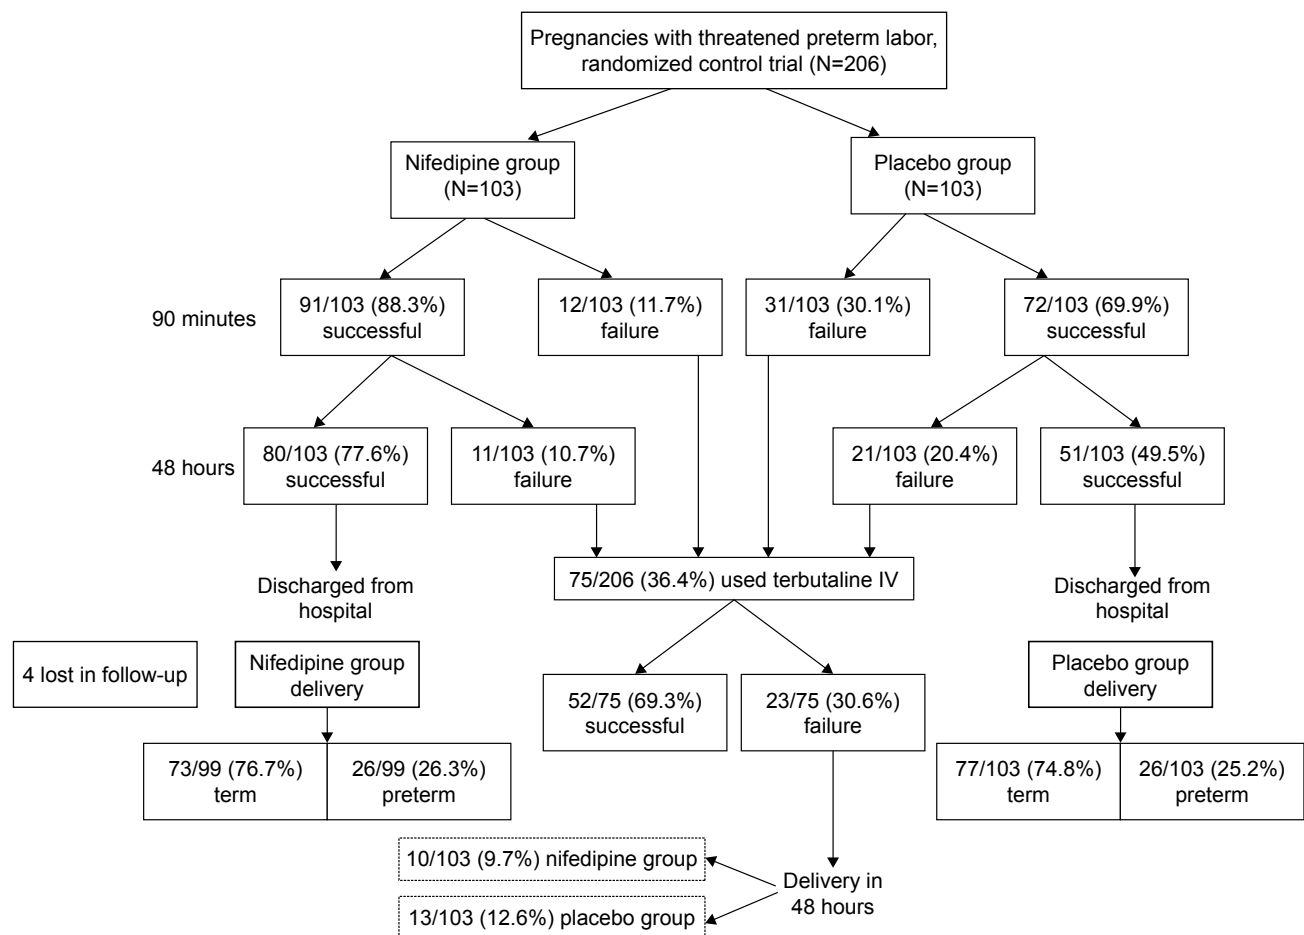 Pregnancies with threatened preterm labor,
randomized control trial (N=206)
Nifedipine group
(N=103)
Placebo group
(N=103)
90 minutes
91/103 (88.3%)
successful
12/103 (11.7%)
failure
31/103 (30.1%)
failure
72/103 (69.9%)
successful
48 hours
80/103 (77.6%)
successful
11/103 (10.7%)
failure
21/103 (20.4%)
failure
51/103 (49.5%)
successful
75/206 (36.4%) used terbutaline IV
Discharged from
hospital
Discharged from
hospital
4 lost in follow-up
Nifedipine group
delivery
52/75 (69.3%)
successful
23/75 (30.6%)
failure
Placebo group
delivery
73/99 (76.7%)
term
26/99 (26.3%)
preterm
77/103 (74.8%)
term
26/103 (25.2%)
preterm
10/103 (9.7%) nifedipine group
13/103 (12.6%) placebo group
Delivery in
48 hours